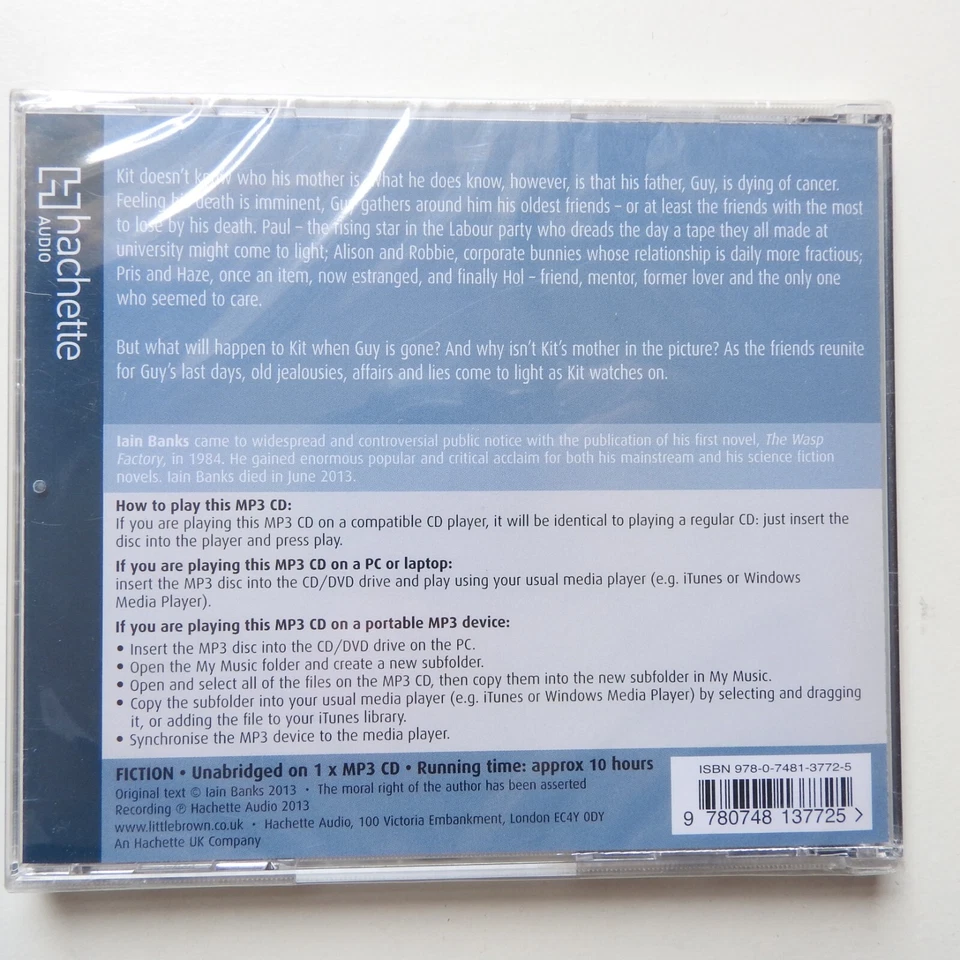 hachette
AUDIO
Kit doesn't know who his mother is. What he does know, however, is that his father, Guy, is dying of cancer.
Feeling his death is imminent, Guy gathers around him his oldest friends – or at least the friends with the most
to lose by his death. Paul – the rising star in the Labour party who dreads the day a tape they all made at
university might come to light; Alison and Robbie, corporate bunnies whose relationship is daily more fractious;
Pris and Haze, once an item, now estranged, and finally Hol – friend, mentor, former lover and the only one
who seemed to care.
But what will happen to Kit when Guy is gone? And why isn't Kit's mother in the picture? As the friends reunite
for Guy's last days, old jealousies, affairs and lies come to light as Kit watches on.
Iain Banks came to widespread and controversial public notice with the publication of his first novel, The Wasp
Factory, in 1984. He gained enormous popular and critical acclaim for both his mainstream and his science fiction
novels. Iain Banks died in June 2013.
How to play this MP3 CD:
If you are playing this MP3 CD on a compatible CD player, it will be identical to playing a regular CD: just insert the
disc into the player and press play.
If you are playing this MP3 CD on a PC or laptop:
insert the MP3 disc into the CD/DVD drive and play using your usual media player (e.g. iTunes or Windows
Media Player).
If you are playing this MP3 CD on a portable MP3 device:
• Insert the MP3 disc into the CD/DVD drive on the PC.
• Open the My Music folder and create a new subfolder.
• Open and select all of the files on the MP3 CD, then copy them into the new subfolder in My Music.
• Copy the subfolder into your usual media player (e.g. iTunes or Windows Media Player) by selecting and dragging
it, or adding the file to your iTunes library.
• Synchronise the MP3 device to the media player.
FICTION • Unabridged on 1 x MP3 CD • Running time: approx 10 hours
Original text © Iain Banks 2013 • The moral right of the author has been asserted
Recording ℗ Hachette Audio 2013
www.littlebrown.co.uk • Hachette Audio, 100 Victoria Embankment, London EC4Y 0DY
An Hachette UK Company
ISBN 978-0-7481-3772-5
9 780748 137725 >